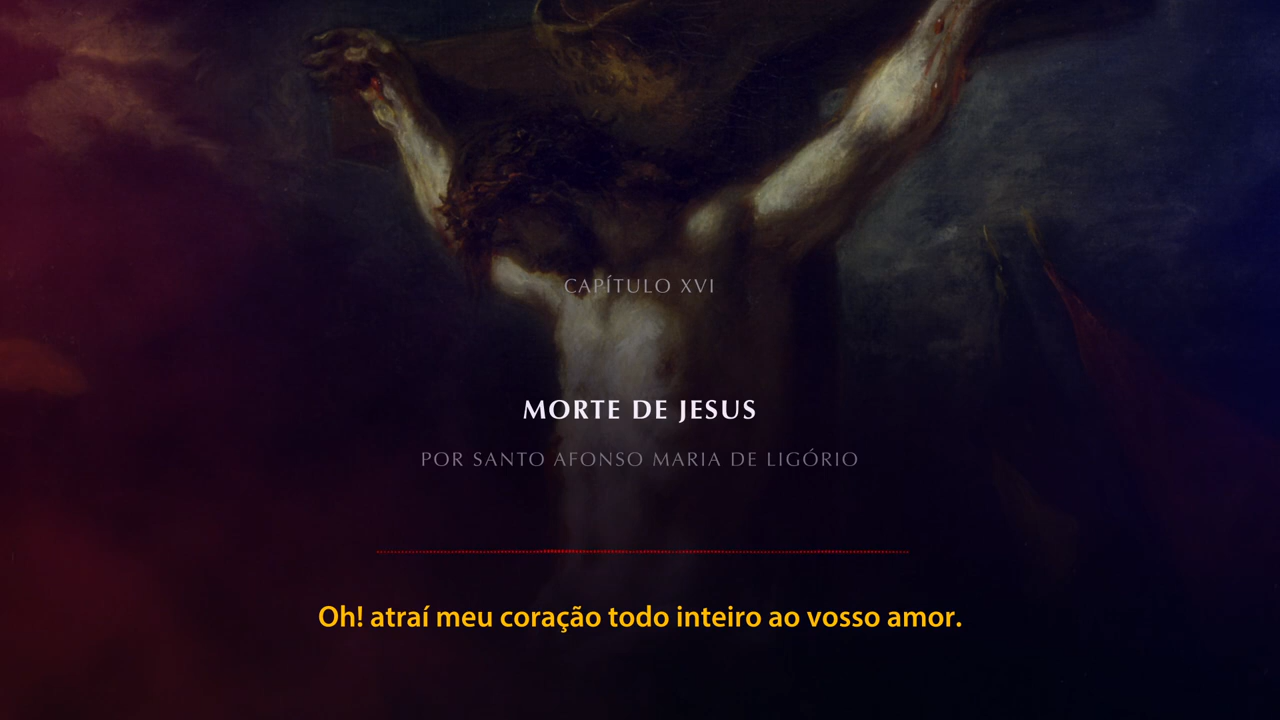 CAPÍTULO XVI
MORTE DE JESUS
POR SANTO AFONSO MARIA DE LIGÓRIO
Oh! atraí meu coração todo inteiro ao vosso amor.